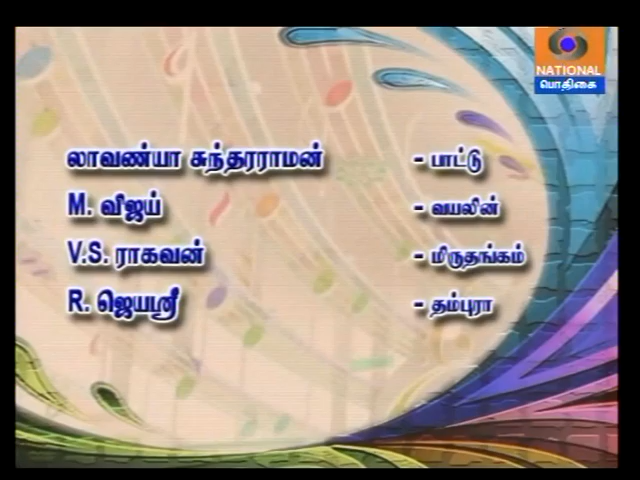 NATIONAL
பொதிகை
லாவண்யா சுந்தரராமன் - பாட்டு
M. விஜய் - வயலின்
V.S. ராகவன் - மிருதங்கம்
R. ஜெயஸ்ரீ - தம்புரா